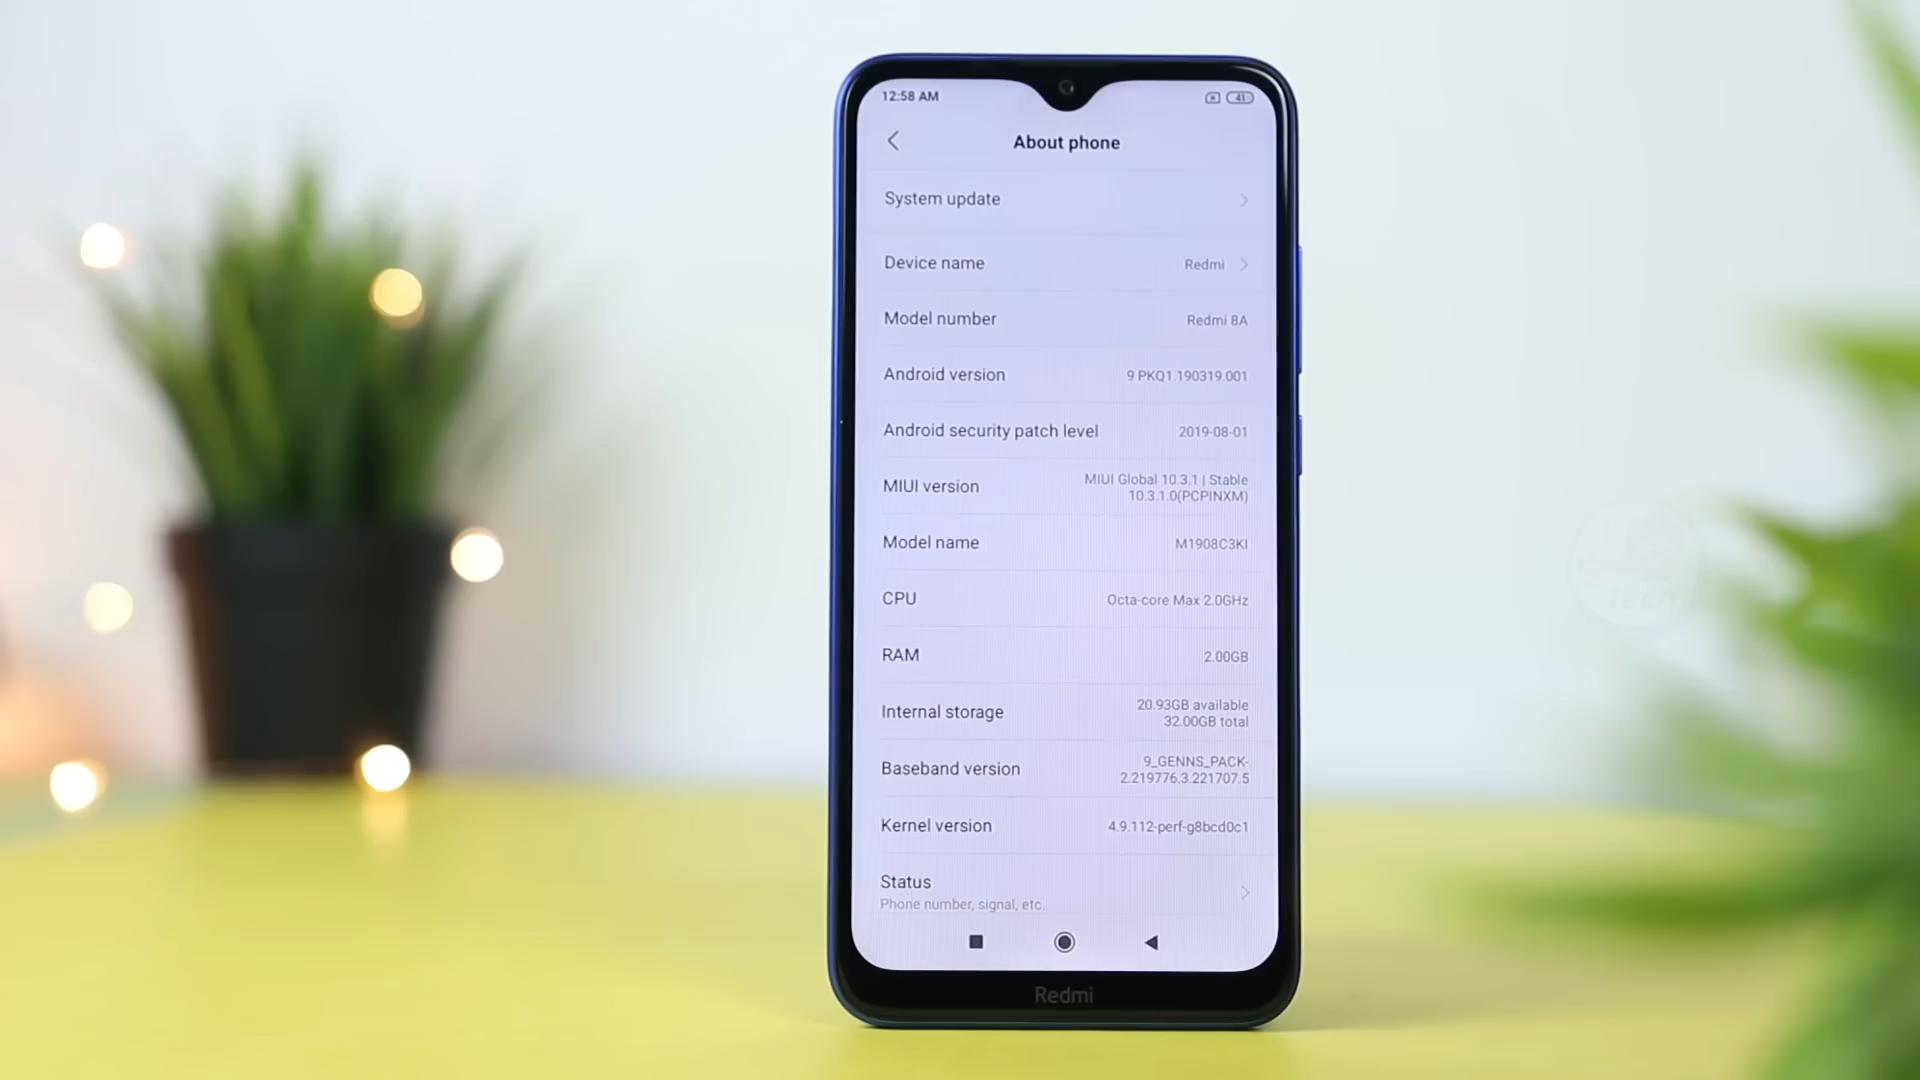 12:58 AM
41
About phone
System update
Device name Redmi
Model number Redmi 8A
Android version 9 PKQ1.190319.001
Android security patch level 2019-08-01
MIUI version MIUI Global 10.3.1 | Stable
10.3.1.0(PCPINXM)
Model name M1908C3KI
CPU Octa-core Max 2.0GHz
RAM 2.00GB
Internal storage 20.93GB available
32.00GB total
Baseband version 9_GENNS_PACK-
2.219776.3.221707.5
Kernel version 4.9.112-perf-g8bcd0c1
Status
Phone number, signal, etc.
Redmi
Tech